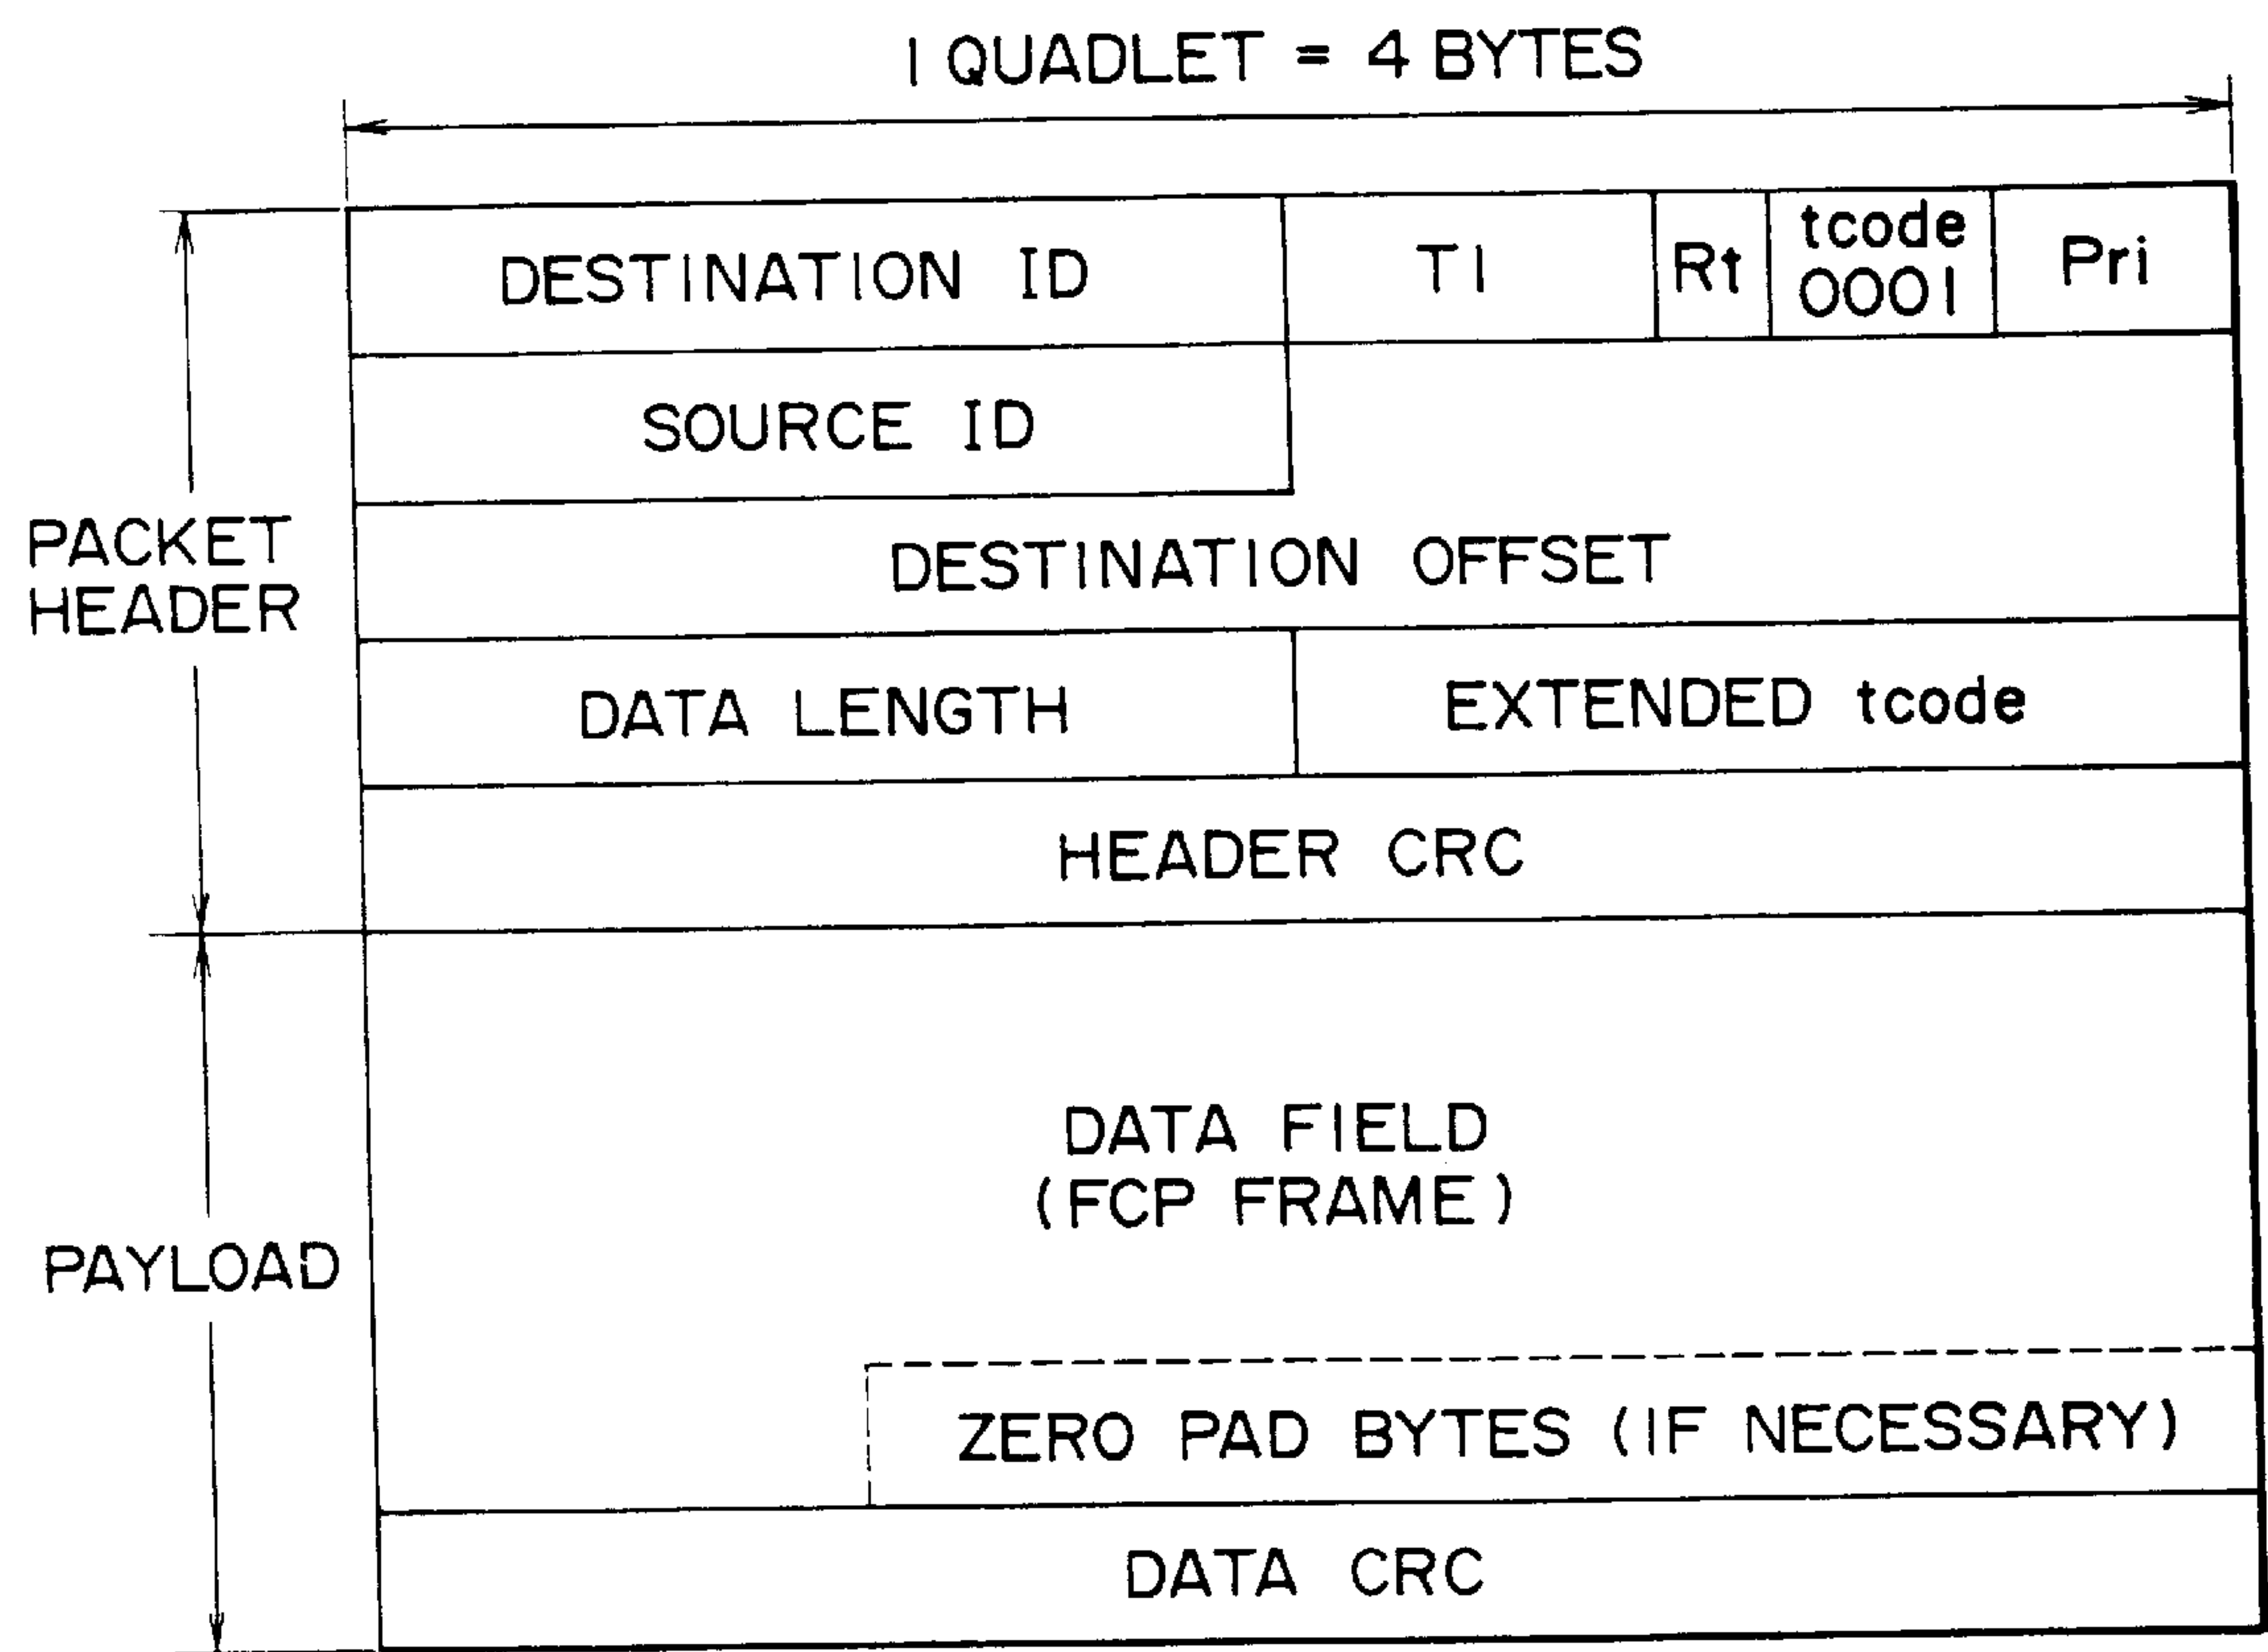 1 QUADLET = 4 BYTES
DESTINATION ID
T1
Rt
tcode
0001
Pri
SOURCE ID
PACKET
HEADER
DESTINATION OFFSET
DATA LENGTH
EXTENDED tcode
HEADER CRC
DATA FIELD
(FCP FRAME)
PAYLOAD
ZERO PAD BYTES (IF NECESSARY)
DATA CRC